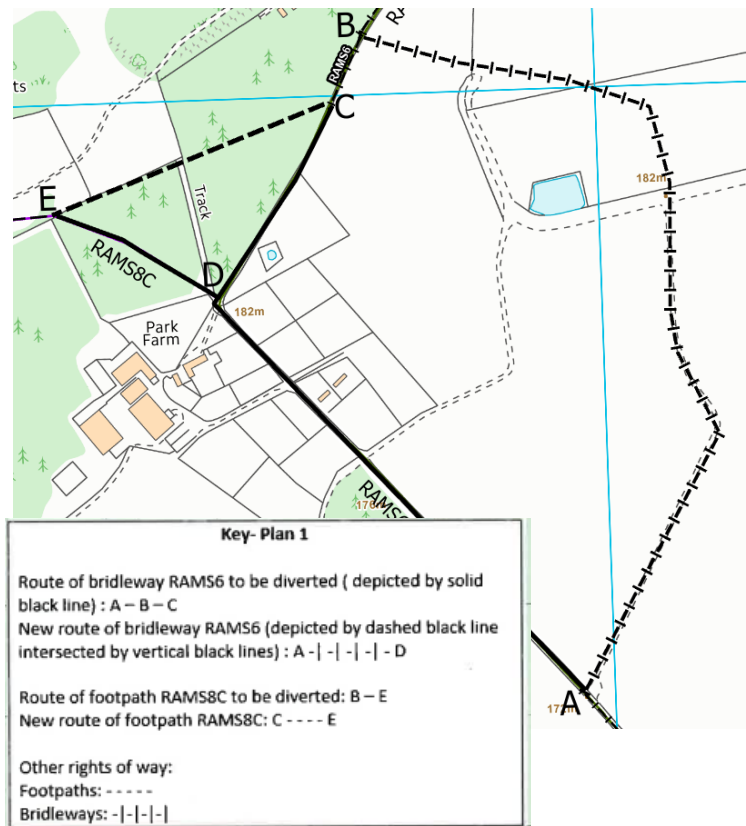 B
RA
RAMS6
C
ts
E
Track
182m
RAMS8C
D
182m
Park
Farm
RAMS
176m
A
172m
Key- Plan 1
Route of bridleway RAMS6 to be diverted ( depicted by solid
black line) : A – B – C
New route of bridleway RAMS6 (depicted by dashed black line
intersected by vertical black lines) : A -| -| -| -| - D
Route of footpath RAMS8C to be diverted: B – E
New route of footpath RAMS8C: C - - - - E
Other rights of way:
Footpaths: - - - - -
Bridleways: -|-|-|-|